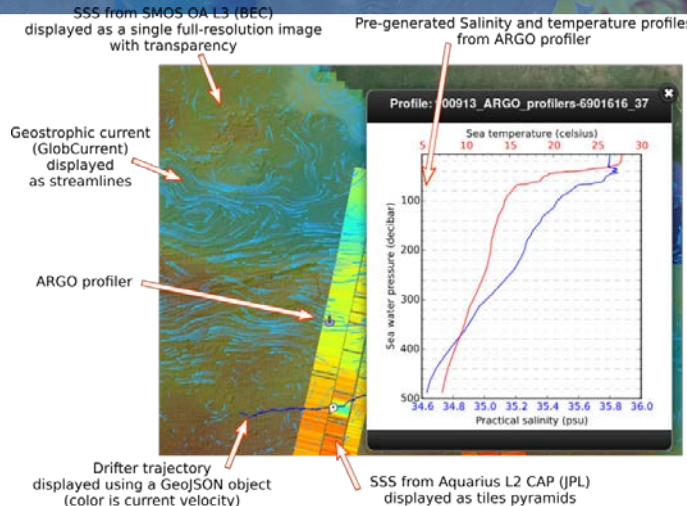 SSS from SMOS OA L3 (BEC)
displayed as a single full-resolution image
with transparency
Pre-generated Salinity and temperature profiles
from ARGO profiler
Geostrophic current
(GlobCurrent)
displayed
as streamlines
ARGO profiler
Drifter trajectory
displayed using a GeoJSON object
(color is current velocity)
SSS from Aquarius L2 CAP (JPL)
displayed as tiles pyramids
00913_ARGO_profilers-6901616_37
Sea temperature (celsius)
5 10 15 20 25 30
Sea water pressure (decibar)
100
200
300
400
500
34.6 34.8 35.0 35.2 35.4 35.6 35.8 36.0
Practical salinity (psu)